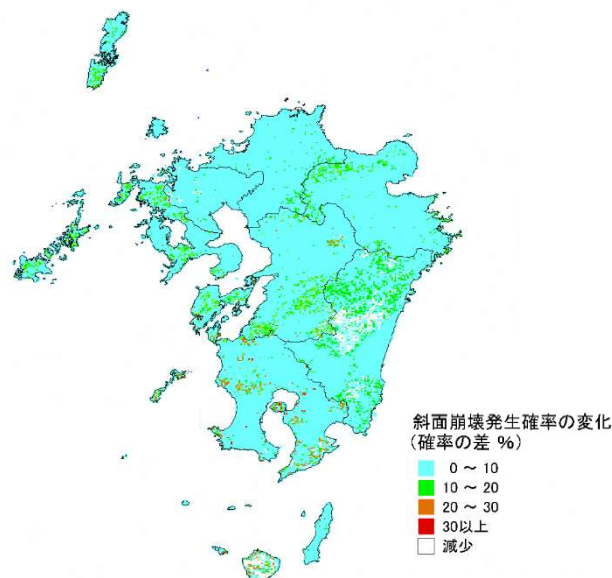 斜面崩壊発生確率の変化
(確率の差 %)
0 ~ 10
10 ~ 20
20 ~ 30
30以上
減少